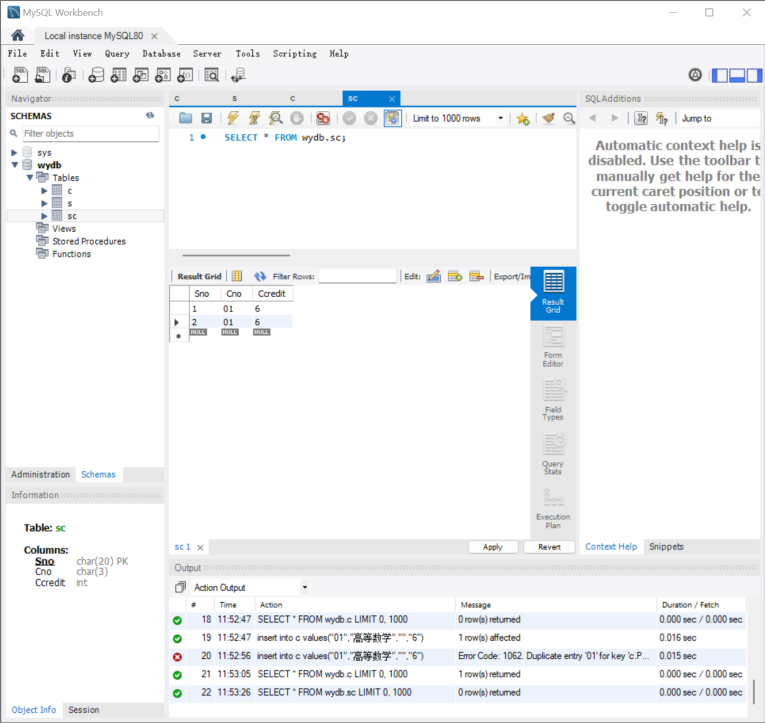 MySQL Workbench
Local instance MySQL80
File Edit View Query Database Server Tools Scripting Help
Navigator
SCHEMAS
Filter objects
sys
wydb
Tables
c
s
sc
Views
Stored Procedures
Functions
Administration Schemas
Information
Table: sc
Columns:
Sno char(20) PK
Cno char(3)
Ccredit int
Object Info Session
c s c sc
Limit to 1000 rows
1 SELECT * FROM wydb.sc;
Result Grid Filter Rows: Edit: Export/Im
Sno Cno Ccredit
1 01 6
2 01 6
NULL NULL NULL
Result Grid
Form Editor
Field Types
Query Stats
Execution Plan
sc 1 Apply Revert
SQLAdditions
Jump to
Automatic context help is
disabled. Use the toolbar t
manually get help for the
current caret position or to
toggle automatic help.
Context Help Snippets
Output
Action Output
# Time Action Message Duration / Fetch
18 11:52:47 SELECT * FROM wydb.c LIMIT 0, 1000 0 row(s) returned 0.000 sec / 0.000 sec
19 11:52:47 insert into c values("01","高等数学","","6") 1 row(s) affected 0.016 sec
20 11:52:56 insert into c values("01","高等数学","","6") Error Code: 1062. Duplicate entry '01' for key 'c.P... 0.015 sec
21 11:53:05 SELECT * FROM wydb.c LIMIT 0, 1000 1 row(s) returned 0.000 sec / 0.000 sec
22 11:53:26 SELECT * FROM wydb.sc LIMIT 0, 1000 0 row(s) returned 0.000 sec / 0.000 sec